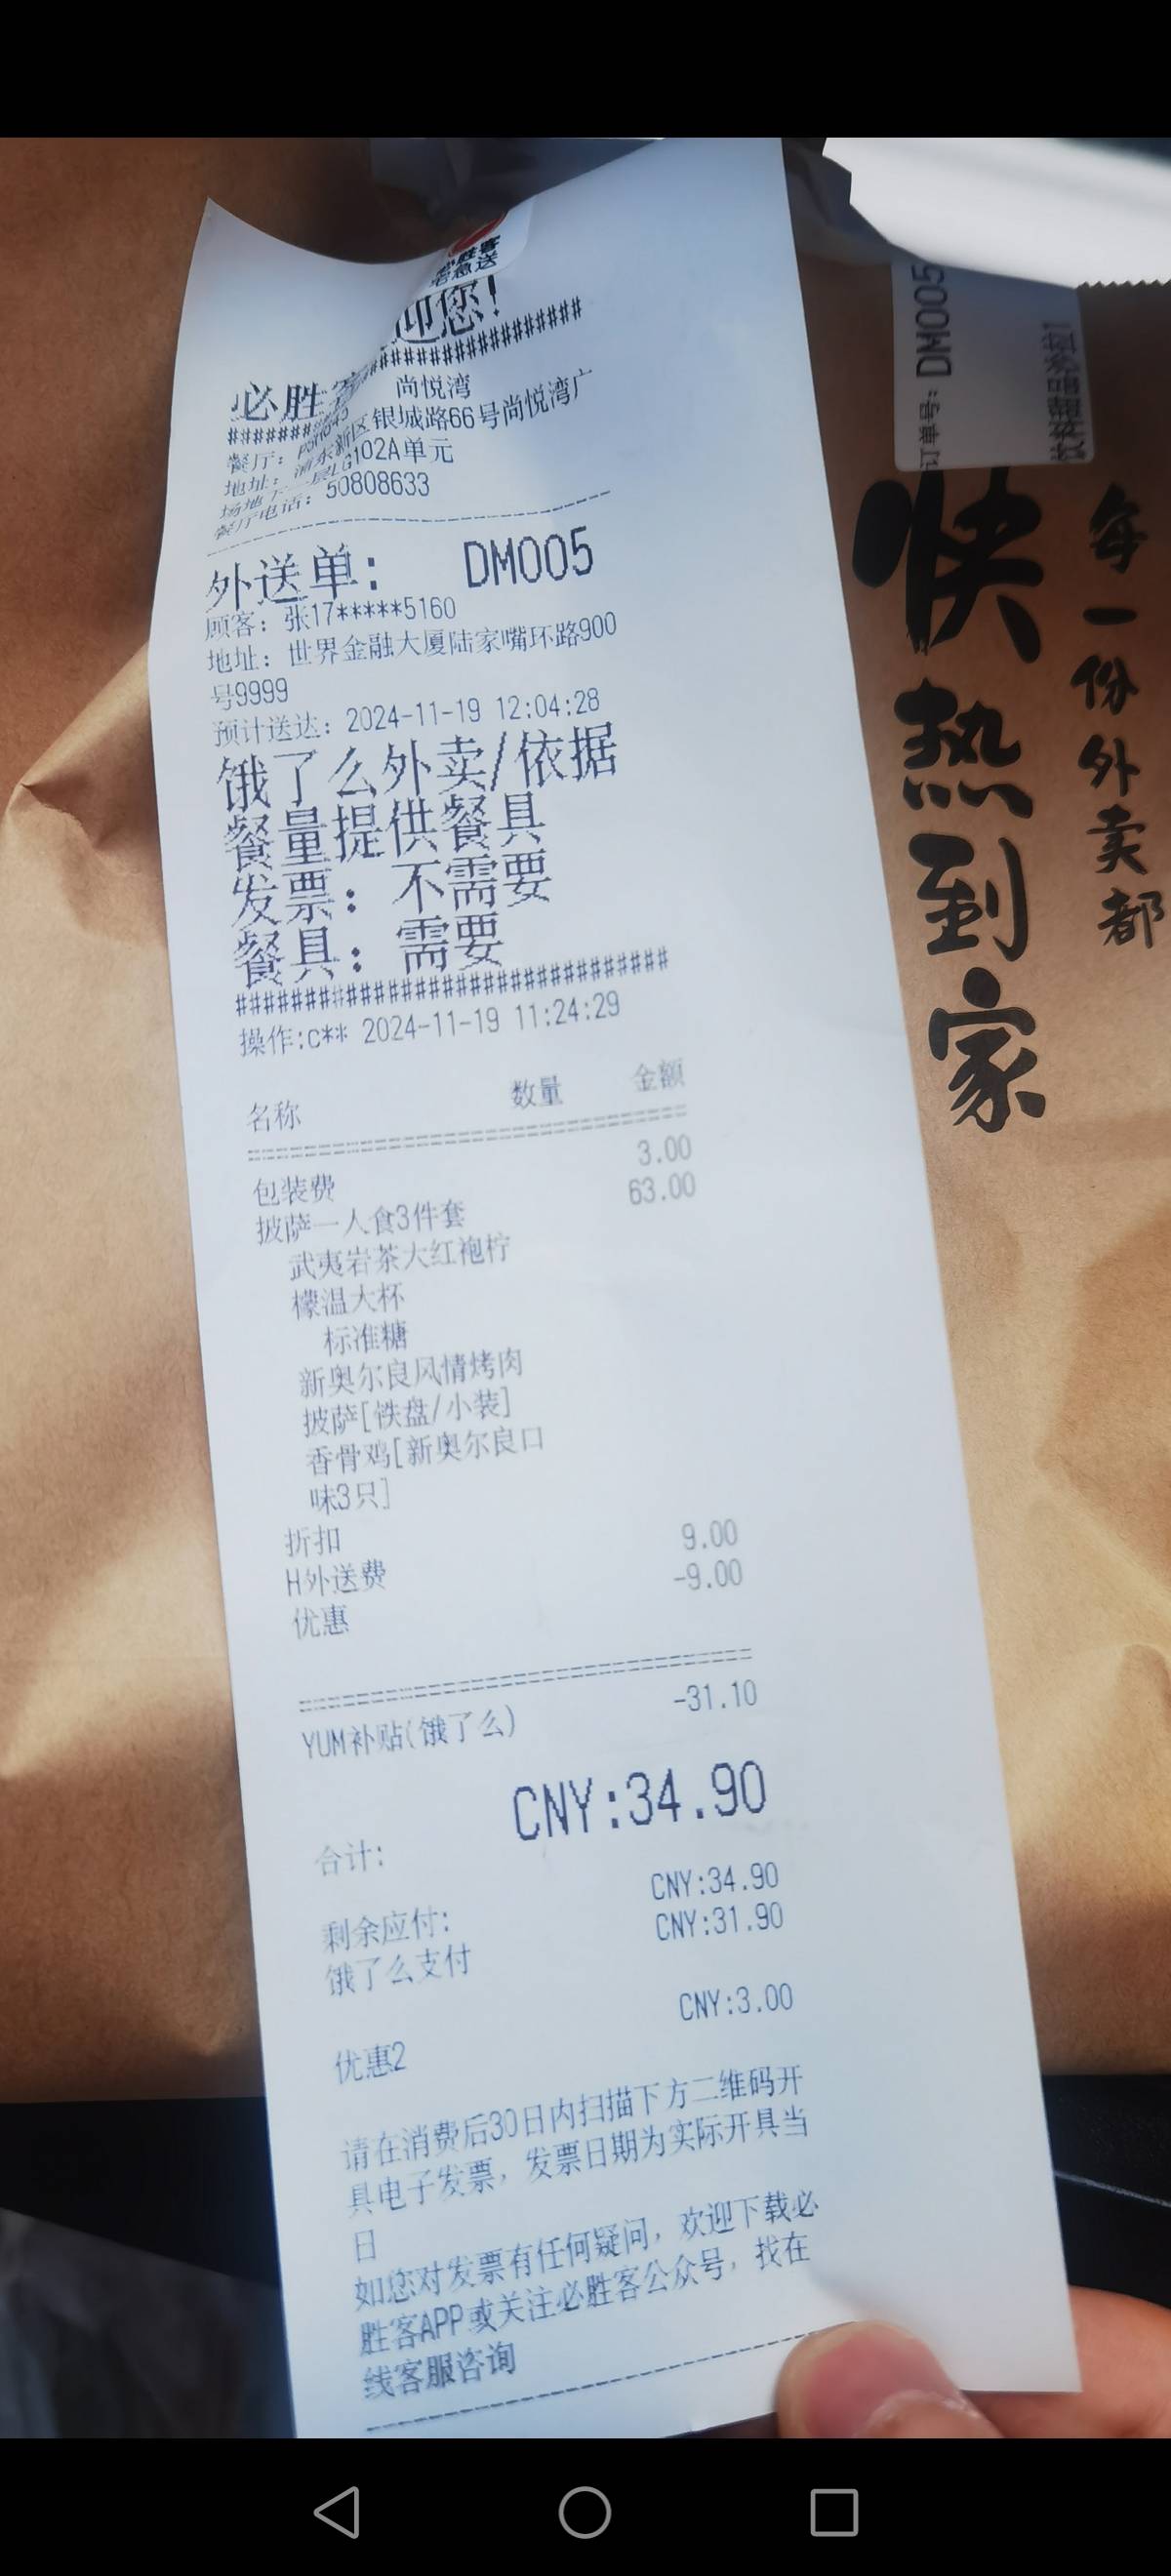 胜客
宅急送
迎您!
####################
必胜客
尚悦湾
餐厅:
地址: 浦东新区银城路66号尚悦湾广
场地下一层LG102A单元
餐厅电话: 50808633
外送单: DM005
顾客: 张17*****5160
地址: 世界金融大厦陆家嘴环路900
号9999
预计送达: 2024-11-19 12:04:28
饿了么外卖/依据
餐量提供餐具
发票: 不需要
餐具: 需要
################################
操作:c** 2024-11-19 11:24:29
名称 数量 金额
包装费 3.00
披萨一人食3件套 63.00
武夷岩茶大红袍柠
檬温大杯
标准糖
新奥尔良风情烤肉
披萨[铁盘/小装]
香骨鸡[新奥尔良口
味3只]
折扣
H外送费 9.00
优惠 -9.00
YUM补贴(饿了么) -31.10
合计: CNY:34.90
剩余应付: CNY:34.90
饿了么支付 CNY:31.90
优惠2 CNY:3.00
请在消费后30日内扫描下方二维码开
具电子发票, 发票日期为实际开具当
日
如您对发票有任何疑问, 欢迎下载必
胜客APP或关注必胜客公众号, 找在
线客服咨询
订单号: DM005
每一份外卖都
快热到家